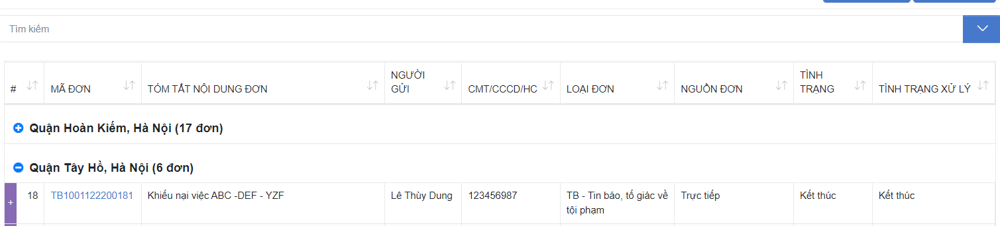 Tìm kiếm
# MÃ ĐƠN TÓM TẮT NỘI DUNG ĐƠN NGƯỜI GỬI CMT/CCCD/HC LOẠI ĐƠN NGUỒN ĐƠN TÌNH TRẠNG TÌNH TRẠNG XỬ LÝ
Quận Hoàn Kiếm, Hà Nội (17 đơn)
Quận Tây Hồ, Hà Nội (6 đơn)
+ 18 TB1001122200181 Khiếu nại việc ABC -DEF - YZF Lê Thùy Dung 123456987 TB - Tin báo, tố giác về tội phạm Trực tiếp Kết thúc Kết thúc